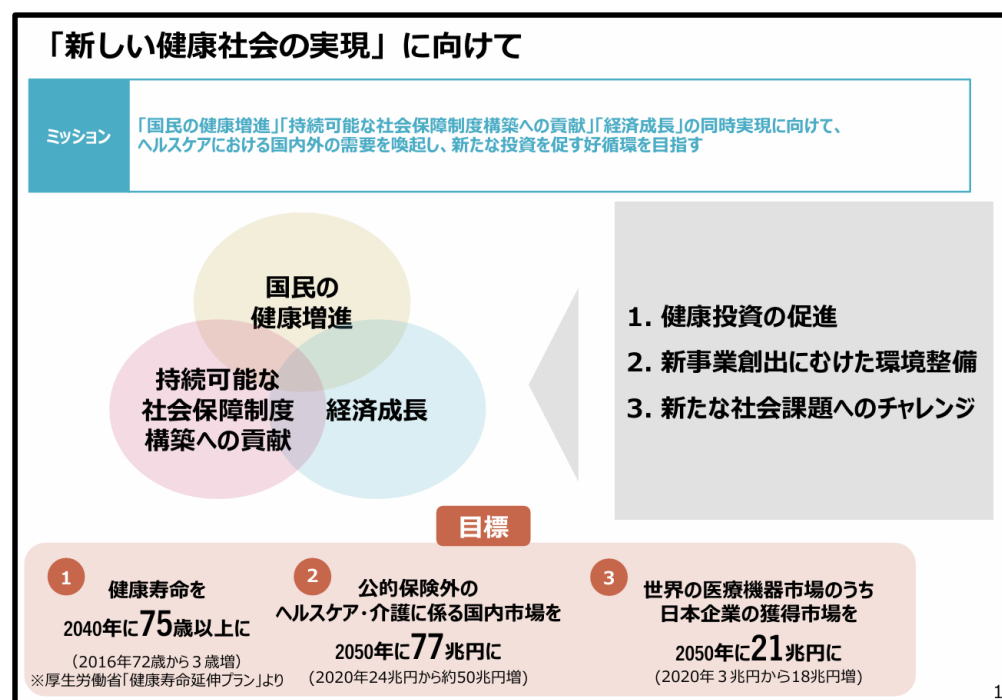 「新しい健康社会の実現」に向けて
ミッション
「国民の健康増進」「持続可能な社会保障制度構築への貢献」「経済成長」の同時実現に向けて、
ヘルスケアにおける国内外の需要を喚起し、新たな投資を促す好循環を目指す
国民の
健康増進
持続可能な
社会保障制度
構築への貢献
経済成長
1. 健康投資の促進
2. 新事業創出にむけた環境整備
3. 新たな社会課題へのチャレンジ
目標
1
健康寿命を
2040年に75歳以上に
（2016年72歳から３歳増）
※厚生労働省「健康寿命延伸プラン」より
2
公的保険外の
ヘルスケア・介護に係る国内市場を
2050年に77兆円に
（2020年24兆円から約50兆円増）
3
世界の医療機器市場のうち
日本企業の獲得市場を
2050年に21兆円に
（2020年３兆円から18兆円増）
1